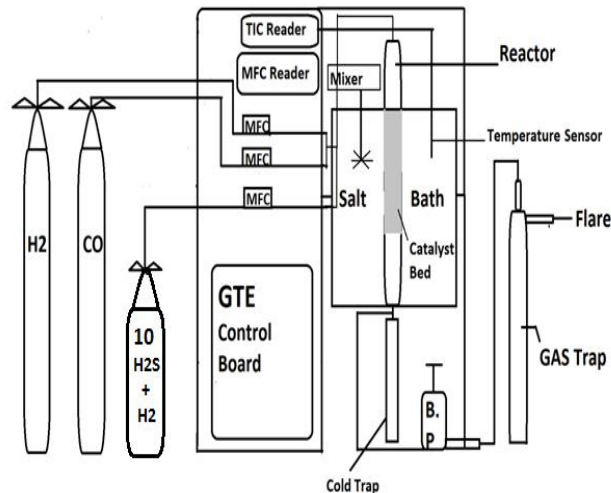 TIC Reader
MFC Reader
Mixer
Reactor
MFC
Temperature Sensor
MFC
MFC
Salt
Bath
Flare
H2
CO
Catalyst
Bed
GTE
Control
Board
10
H2S
+
H2
GAS Trap
B.
P
Cold Trap